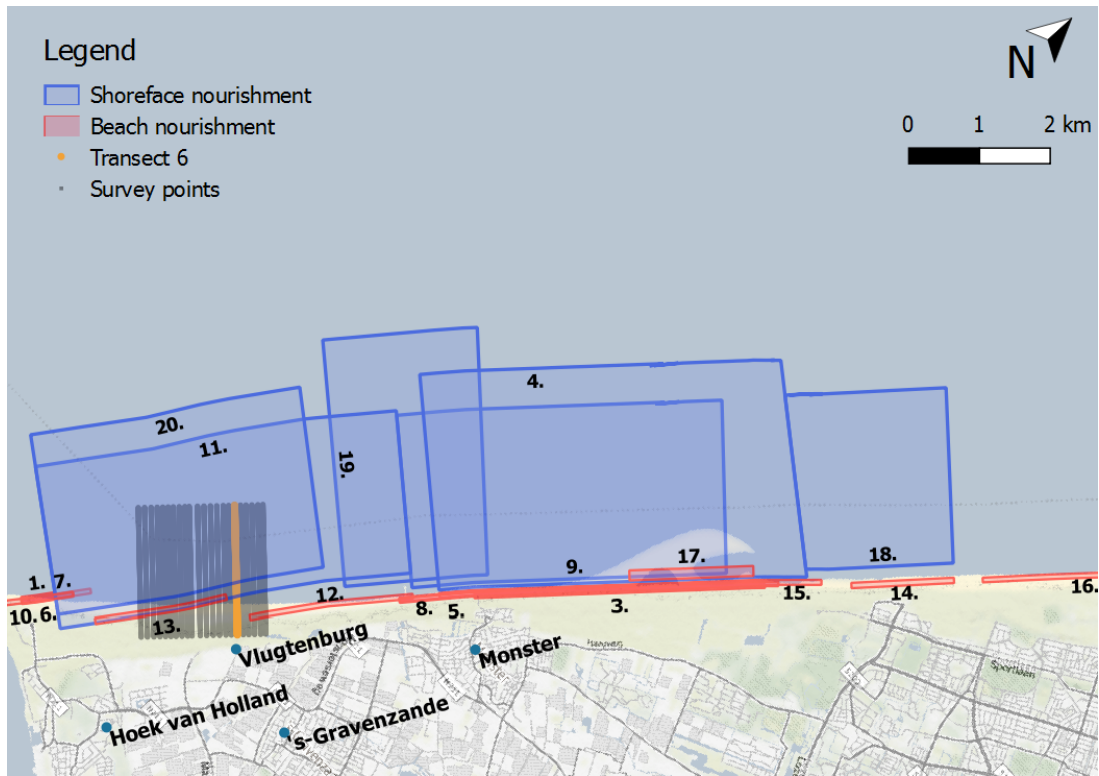 Legend
Shoreface nourishment
Beach nourishment
Transect 6
Survey points
N
0 1 2 km
4.
20.
11.
19.
9.
17.
18.
1. 7.
10. 6.
13.
12.
8.
5.
3.
15.
14.
16.
Vlugtenburg
Monster
Hoek van Holland
's-Gravenzande